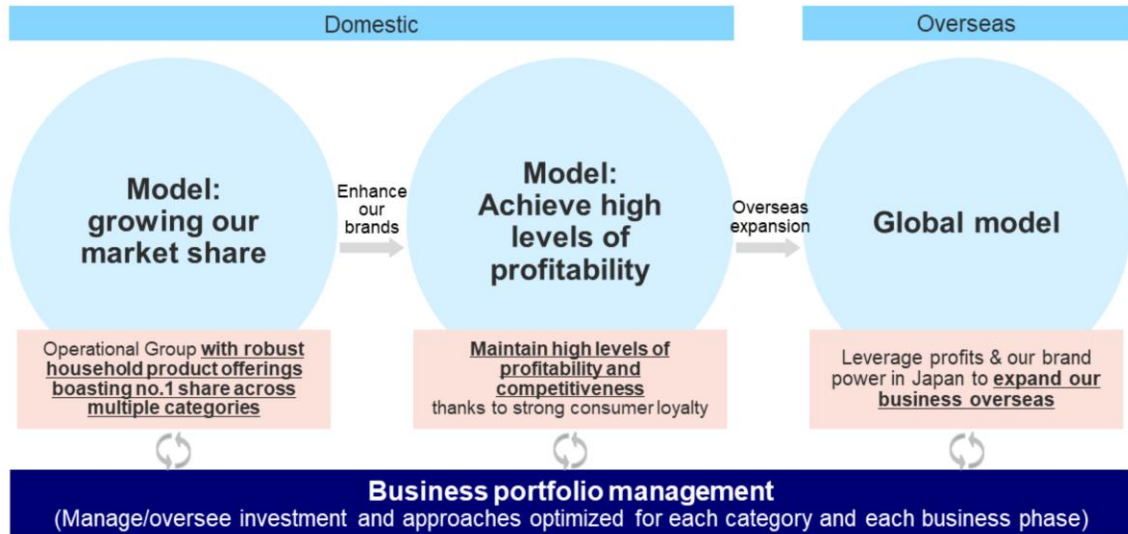 Domestic
Overseas
Model:
growing our
market share
Enhance
our
brands
Model:
Achieve high
levels of
profitability
Overseas
expansion
Global model
Operational Group with robust
household product offerings
boasting no.1 share across
multiple categories
Maintain high levels of
profitability and
competitiveness
thanks to strong consumer loyalty
Leverage profits & our brand
power in Japan to expand our
business overseas
Business portfolio management
(Manage/oversee investment and approaches optimized for each category and each business phase)